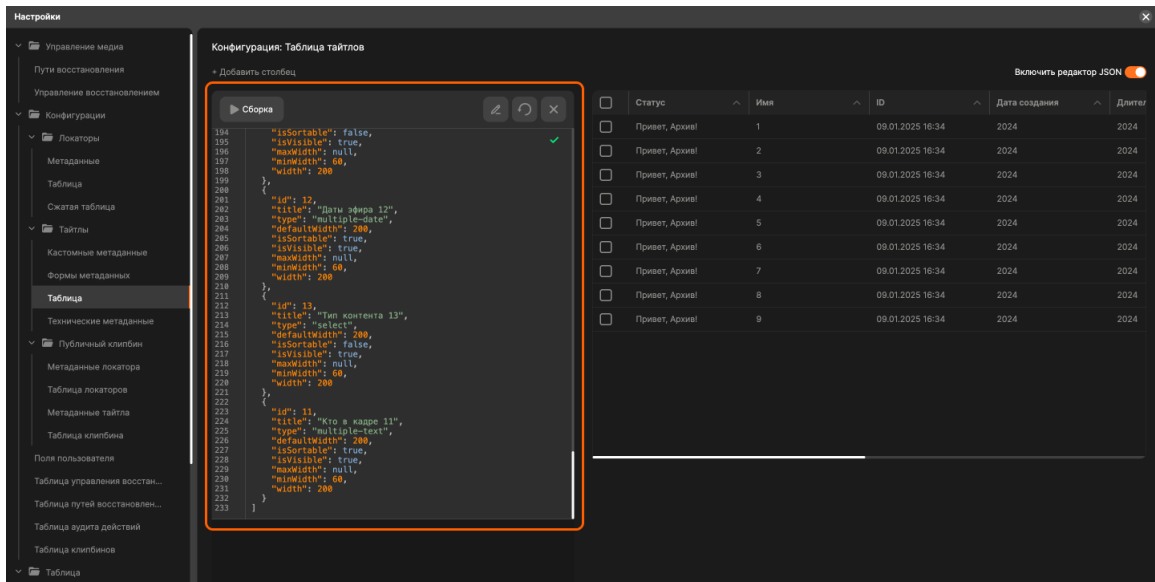 Настройки
Управление медиа
Пути восстановления
Управление восстановлением
Конфигурации
Локаторы
Метаданные
Таблица
Сжатая таблица
Тайтлы
Кастомные метаданные
Формы метаданных
Таблица
Технические метаданные
Публичный клипбин
Метаданные локатора
Таблица локаторов
Метаданные тайтла
Таблица клипбина
Поля пользователя
Таблица управления восстан...
Таблица путей восстановлен...
Таблица аудита действий
Таблица клипбинов
Таблица
Конфигурация: Таблица тайтлов
+ Добавить столбец
Включить редактор JSON
Сборка
194 "isSortable": false,
195 "isVisible": true,
196 "maxWidth": null,
197 "minWidth": 60,
198 "width": 200
199 },
200 {
201 "id": 12,
202 "title": "Даты эфира 12",
203 "type": "multiple-date",
204 "defaultWidth": 200,
205 "isSortable": true,
206 "isVisible": true,
207 "maxWidth": null,
208 "minWidth": 60,
209 "width": 200
210 },
211 {
212 "id": 13,
213 "title": "Тип контента 13",
214 "type": "select",
215 "defaultWidth": 200,
216 "isSortable": false,
217 "isVisible": true,
218 "maxWidth": null,
219 "minWidth": 60,
220 "width": 200
221 },
222 {
223 "id": 11,
224 "title": "Кто в кадре 11",
225 "type": "multiple-text",
226 "defaultWidth": 200,
227 "isSortable": true,
228 "isVisible": true,
229 "maxWidth": null,
230 "minWidth": 60,
231 "width": 200
232 }
233 ]
Статус Имя ID Дата создания Длител
Привет, Архив! 1 09.01.2025 16:34 2024 2024
Привет, Архив! 2 09.01.2025 16:34 2024 2024
Привет, Архив! 3 09.01.2025 16:34 2024 2024
Привет, Архив! 4 09.01.2025 16:34 2024 2024
Привет, Архив! 5 09.01.2025 16:34 2024 2024
Привет, Архив! 6 09.01.2025 16:34 2024 2024
Привет, Архив! 7 09.01.2025 16:34 2024 2024
Привет, Архив! 8 09.01.2025 16:34 2024 2024
Привет, Архив! 9 09.01.2025 16:34 2024 2024